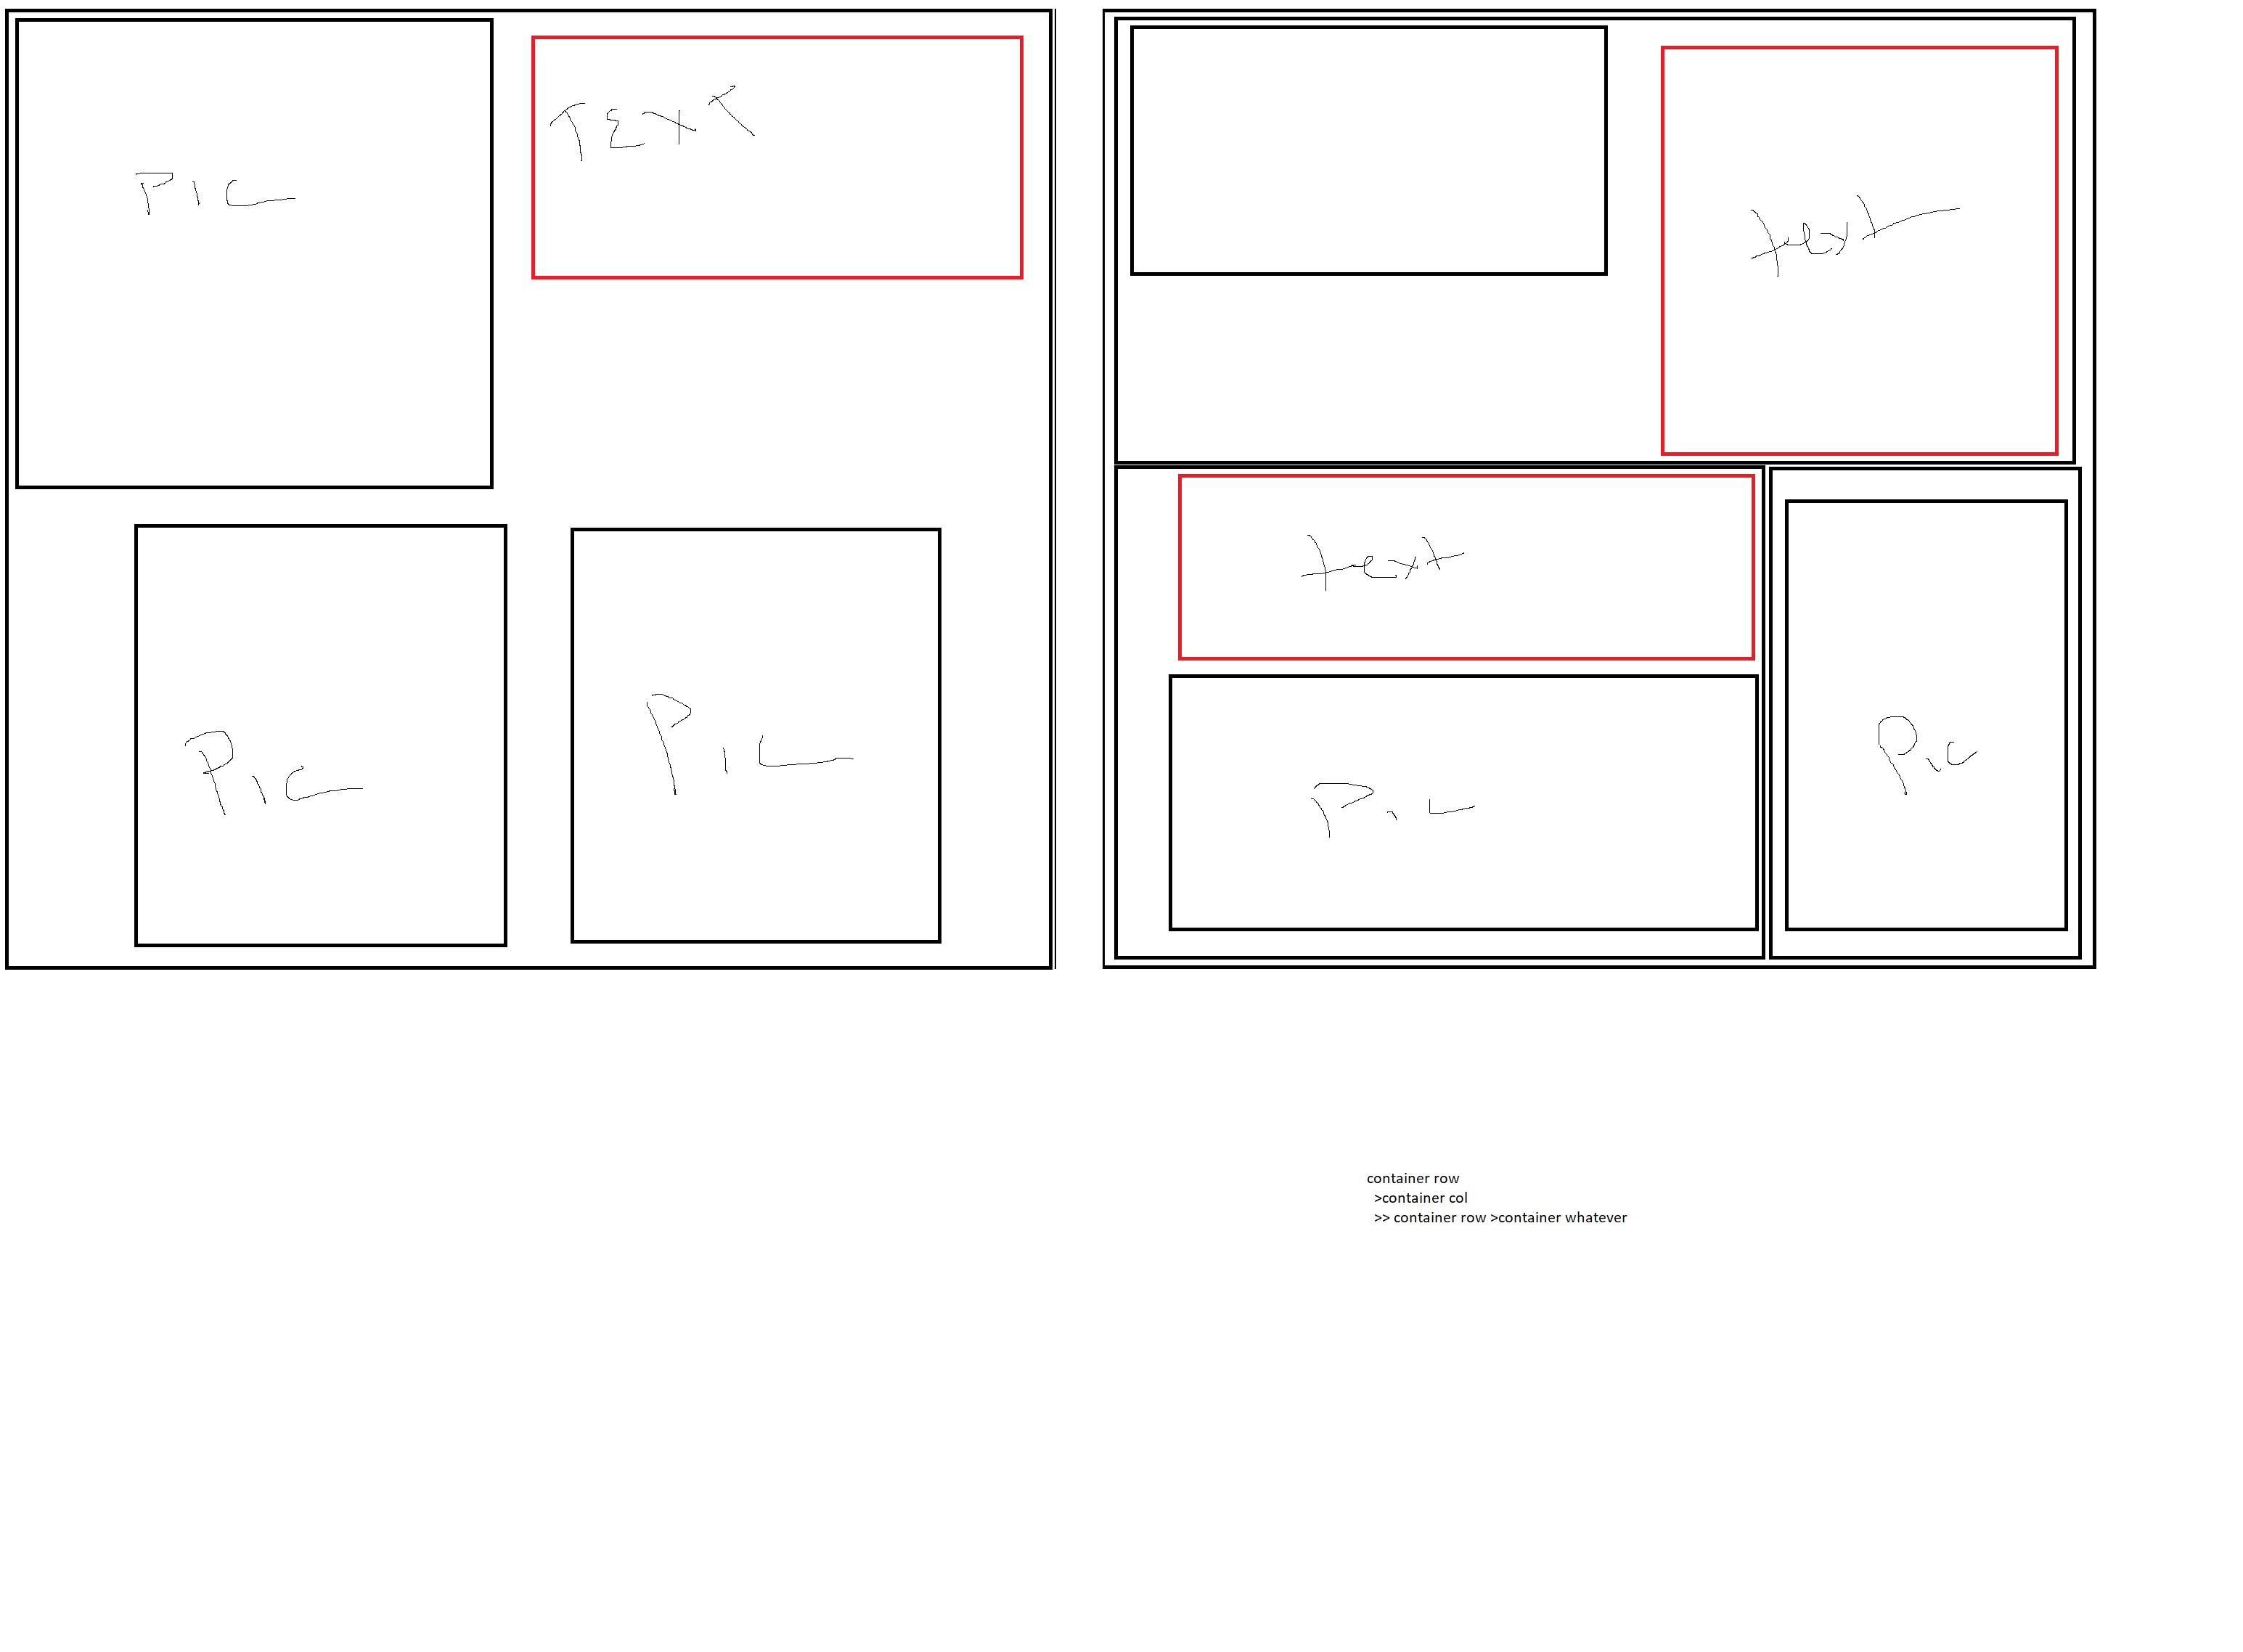 PIC
TEXT
Pic
Pic
text
text
Pic
Pic
container row
>container col
>> container row >container whatever